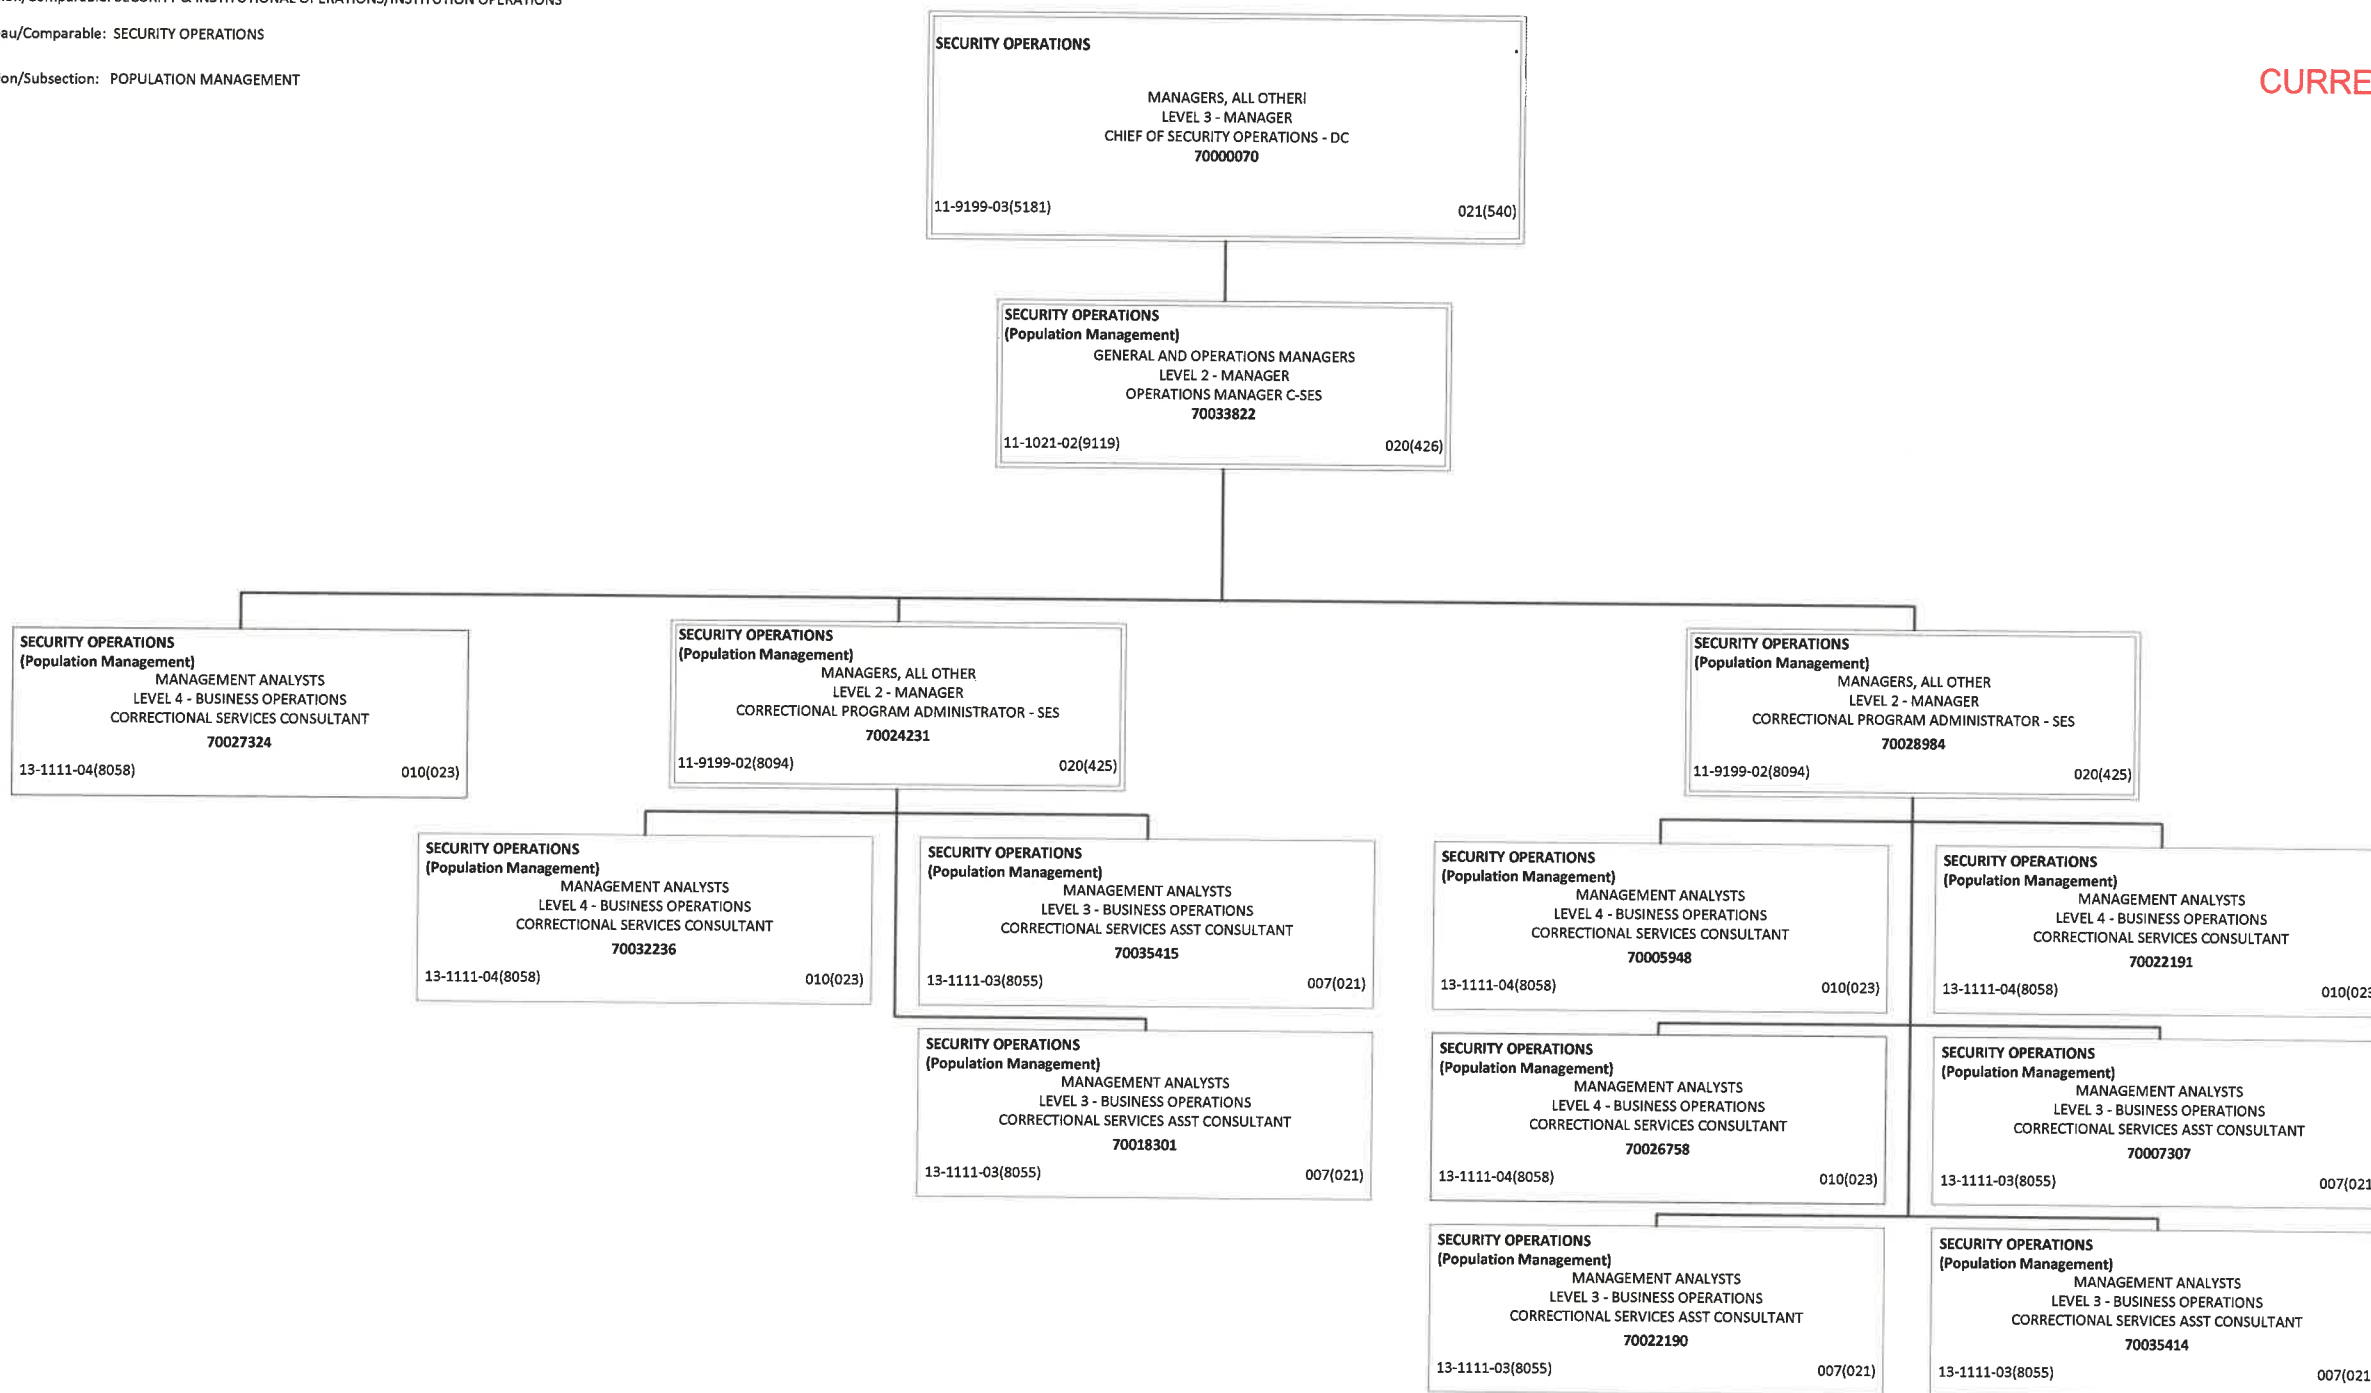 SECURITY & INSTITUTIONAL OPERATIONS/INSTITUTION OPERATIONS
au/Comparable: SECURITY OPERATIONS
on/Subsection: POPULATION MANAGEMENT
CURRE
SECURITY OPERATIONS
MANAGERS, ALL OTHER
LEVEL 3 - MANAGER
CHIEF OF SECURITY OPERATIONS - DC
70000070
11-9199-03(5181) 021(540)
SECURITY OPERATIONS
(Population Management)
GENERAL AND OPERATIONS MANAGERS
LEVEL 2 - MANAGER
OPERATIONS MANAGER C-SES
70033822
11-1021-02(9119) 020(426)
SECURITY OPERATIONS
(Population Management)
MANAGEMENT ANALYSTS
LEVEL 4 - BUSINESS OPERATIONS
CORRECTIONAL SERVICES CONSULTANT
70027324
13-1111-04(8058) 010(023)
SECURITY OPERATIONS
(Population Management)
MANAGERS, ALL OTHER
LEVEL 2 - MANAGER
CORRECTIONAL PROGRAM ADMINISTRATOR - SES
70024231
11-9199-02(8094) 020(425)
SECURITY OPERATIONS
(Population Management)
MANAGERS, ALL OTHER
LEVEL 2 - MANAGER
CORRECTIONAL PROGRAM ADMINISTRATOR - SES
70028984
11-9199-02(8094) 020(425)
SECURITY OPERATIONS
(Population Management)
MANAGEMENT ANALYSTS
LEVEL 4 - BUSINESS OPERATIONS
CORRECTIONAL SERVICES CONSULTANT
70032236
13-1111-04(8058) 010(023)
SECURITY OPERATIONS
(Population Management)
MANAGEMENT ANALYSTS
LEVEL 3 - BUSINESS OPERATIONS
CORRECTIONAL SERVICES ASST CONSULTANT
70035415
13-1111-03(8055) 007(021)
SECURITY OPERATIONS
(Population Management)
MANAGEMENT ANALYSTS
LEVEL 4 - BUSINESS OPERATIONS
CORRECTIONAL SERVICES CONSULTANT
70005948
13-1111-04(8058) 010(023)
SECURITY OPERATIONS
(Population Management)
MANAGEMENT ANALYSTS
LEVEL 4 - BUSINESS OPERATIONS
CORRECTIONAL SERVICES CONSULTANT
70022191
13-1111-04(8058) 010(023
SECURITY OPERATIONS
(Population Management)
MANAGEMENT ANALYSTS
LEVEL 3 - BUSINESS OPERATIONS
CORRECTIONAL SERVICES ASST CONSULTANT
70018301
13-1111-03(8055) 007(021)
SECURITY OPERATIONS
(Population Management)
MANAGEMENT ANALYSTS
LEVEL 4 - BUSINESS OPERATIONS
CORRECTIONAL SERVICES CONSULTANT
70026758
13-1111-04(8058) 010(023)
SECURITY OPERATIONS
(Population Management)
MANAGEMENT ANALYSTS
LEVEL 3 - BUSINESS OPERATIONS
CORRECTIONAL SERVICES ASST CONSULTANT
70007307
13-1111-03(8055) 007(021
SECURITY OPERATIONS
(Population Management)
MANAGEMENT ANALYSTS
LEVEL 3 - BUSINESS OPERATIONS
CORRECTIONAL SERVICES ASST CONSULTANT
70022190
13-1111-03(8055) 007(021)
SECURITY OPERATIONS
(Population Management)
MANAGEMENT ANALYSTS
LEVEL 3 - BUSINESS OPERATIONS
CORRECTIONAL SERVICES ASST CONSULTANT
70035414
13-1111-03(8055) 007(021